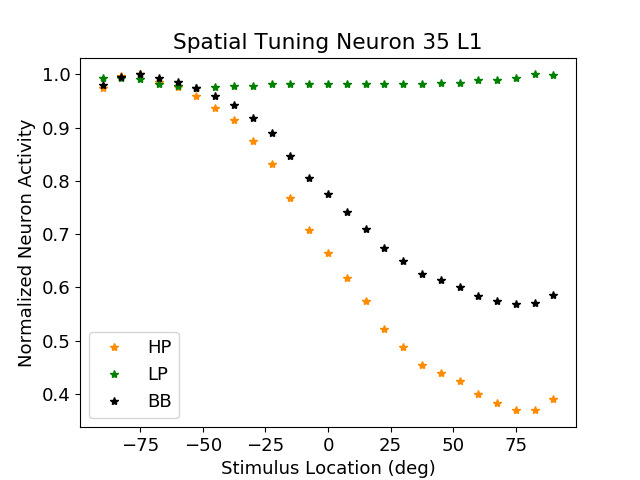 Spatial Tuning Neuron 35 L1
Normalized Neuron Activity
1.0
0.9
0.8
0.7
0.6
0.5
0.4
HP
LP
BB
−75
−50
−25
0
25
50
75
Stimulus Location (deg)